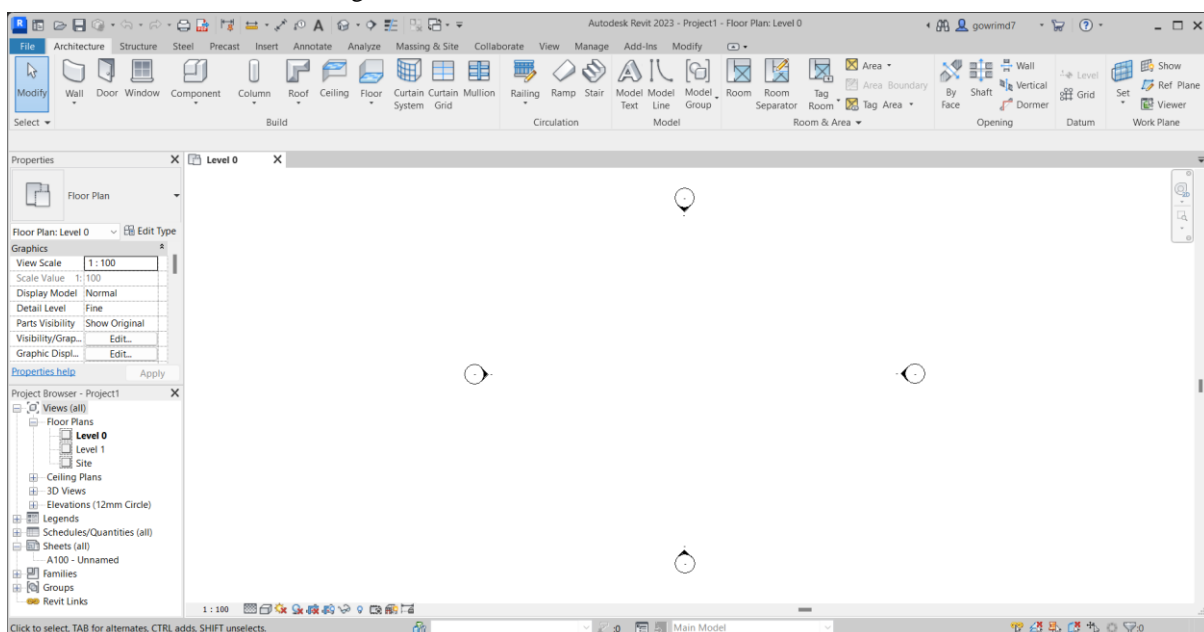 Autodesk Revit 2023 - Project1 - Floor Plan: Level 0
gowrimd7
File Architecture Structure Steel Precast Insert Annotate Analyze Massing & Site Collaborate View Manage Add-Ins Modify
Modify Wall Door Window Component Column Roof Ceiling Floor Curtain System Curtain Grid Mullion Railing Ramp Stair Model Text Model Line Model Group Room Room Separator Tag Room Area Area Boundary Tag Area By Face Shaft Wall Vertical Dormer Level Grid Set Show Ref Plane Viewer
Select Build Circulation Model Room & Area Opening Datum Work Plane
Properties
Level 0
Floor Plan
Floor Plan: Level 0 Edit Type
Graphics
View Scale 1 : 100
Scale Value 1: 100
Display Model Normal
Detail Level Fine
Parts Visibility Show Original
Visibility/Grap... Edit...
Graphic Displ... Edit...
Properties help Apply
Project Browser - Project1
Views (all)
Floor Plans
Level 0
Level 1
Site
Ceiling Plans
3D Views
Elevations (12mm Circle)
Legends
Schedules/Quantities (all)
Sheets (all)
A100 - Unnamed
Families
Groups
Revit Links
1 : 100
Click to select, TAB for alternates, CTRL adds, SHIFT unselects. :0 Main Model :0